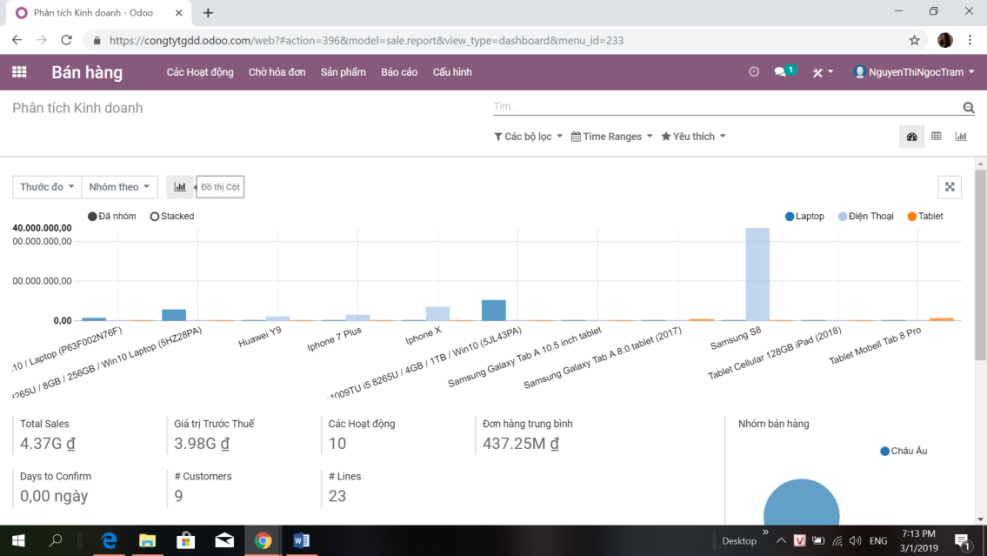 Phân tích Kinh doanh - Odoo
https://congtytgdd.odoo.com/web?#action=396&model=sale.report&view_type=dashboard&menu_id=233
Bán hàng Các Hoạt động Chờ hóa đơn Sản phẩm Báo cáo Cấu hình 1 NguyenThiNgocTram
Phân tích Kinh doanh Tìm...
Các bộ lọc Time Ranges Yêu thích
Thước đo Nhóm theo Đồ thị Cột
Đã nhóm Stacked Laptop Điện Thoại Tablet
40.000.000,00
00.000.000,00
00.000.000,00
0,00
.10 / Laptop (P63F002N76F)
/ 8GB / 256GB / Win10 Laptop (5HZ28PA)
Huawei Y9
Iphone 7 Plus
Iphone X
1009TU i5 8265U / 4GB / 1TB / Win10 (5JL43PA)
Samsung Galaxy Tab A 10.5 inch tablet
Samsung Galaxy Tab A 8.0 tablet (2017)
Samsung S8
Tablet Cellular 128GB iPad (2018)
Tablet Mobell Tab 8 Pro
Total Sales Giá trị Trước Thuế Các Hoạt động Đơn hàng trung bình Nhóm bán hàng
4.37G ₫ 3.98G ₫ 10 437.25M ₫
Châu Âu
Days to Confirm # Customers # Lines
0,00 ngày 9 23
Desktop ENG 7:13 PM
3/1/2019 1